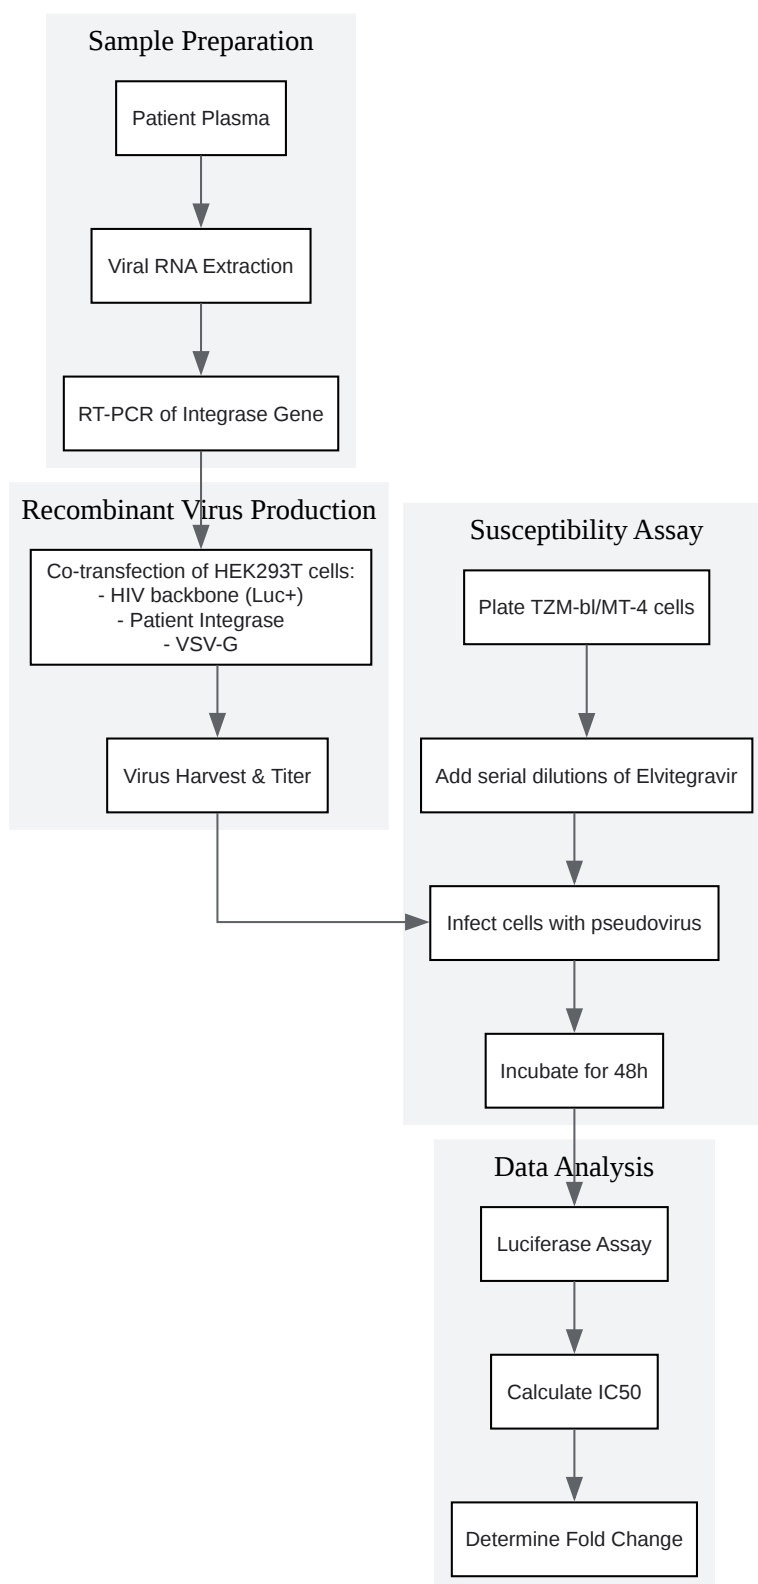 Sample Preparation
Patient Plasma
Viral RNA Extraction
RT-PCR of Integrase Gene
Recombinant Virus Production
Co-transfection of HEK293T cells:
- HIV backbone (Luc+)
- Patient Integrase
- VSV-G
Virus Harvest & Titer
Susceptibility Assay
Plate TZM-bl/MT-4 cells
Add serial dilutions of Elvitegravir
Infect cells with pseudovirus
Incubate for 48h
Data Analysis
Luciferase Assay
Calculate IC50
Determine Fold Change